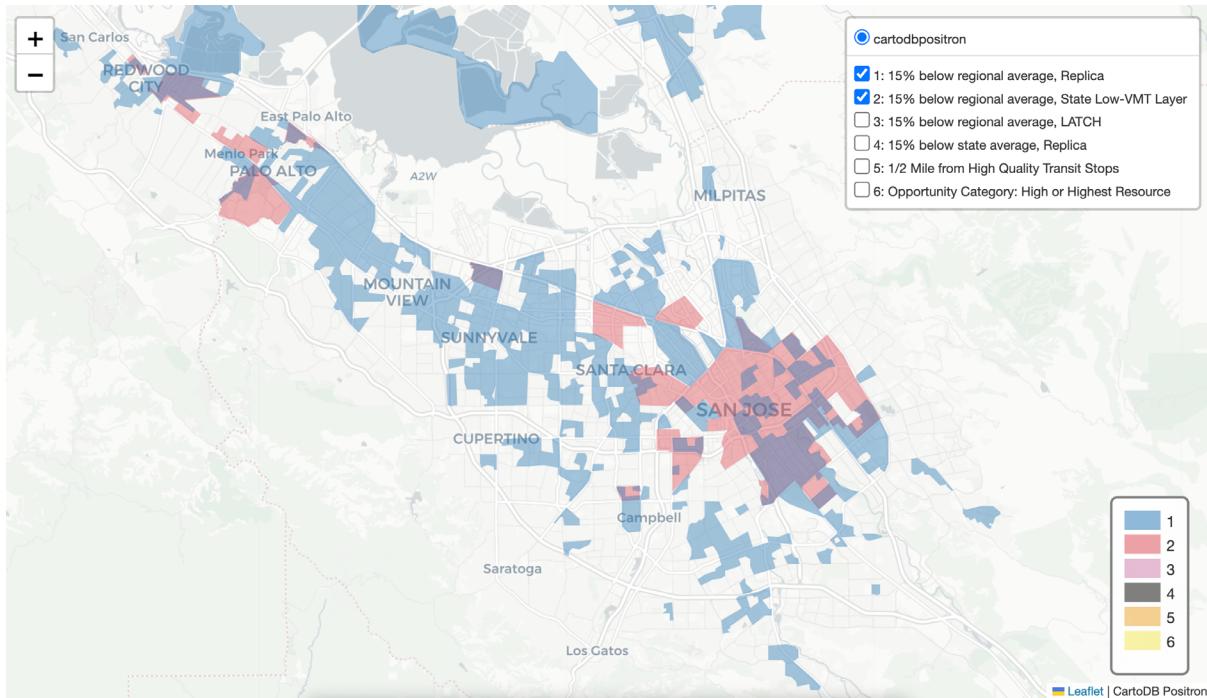 +
−
San Carlos
REDWOOD
CITY
East Palo Alto
Menlo Park
PALO ALTO
A2W
MILPITAS
MOUNTAIN
VIEW
SUNNYVALE
SANTA CLARA
SAN JOSE
CUPERTINO
Campbell
Saratoga
Los Gatos
cartodbpositron
1: 15% below regional average, Replica
2: 15% below regional average, State Low-VMT Layer
3: 15% below regional average, LATCH
4: 15% below state average, Replica
5: 1/2 Mile from High Quality Transit Stops
6: Opportunity Category: High or Highest Resource
1
2
3
4
5
6
Leaflet | CartoDB Positron